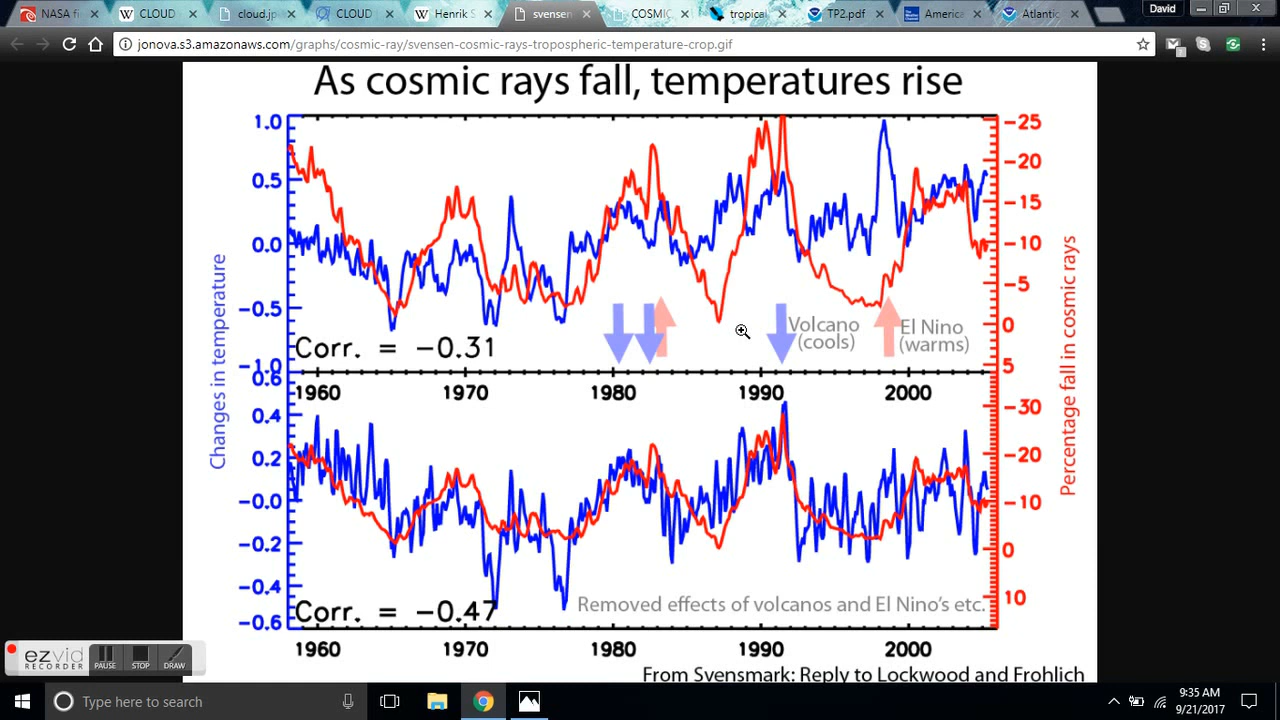 NASA fi
CLOUD
cloud.jp
CLOUD
Henrik S
svensen
COSMIC
tropical
TP2.pdf
America
Atlantic
David
jonova.s3.amazonaws.com/graphs/cosmic-ray/svensen-cosmic-rays-tropospheric-temperature-crop.gif
As cosmic rays fall, temperatures rise
1.0
0.5
0.0
-0.5
-1.0
-25
-20
-15
-10
-5
0
5
Changes in temperature
Percentage fall in cosmic rays
Corr. = -0.31
Volcano
(cools)
El Nino
(warms)
1960 1970 1980 1990 2000
0.6
0.4
0.2
-0.0
-0.2
-0.4
-0.6
-30
-20
-10
0
10
Corr. = -0.47
Removed effects of volcanos and El Nino's etc.
1960 1970 1980 1990 2000
From Svensmark: Reply to Lockwood and Frohlich
ezvid
RECORDER
PAUSE
STOP
DRAW
Type here to search
9:35 AM
9/21/2017